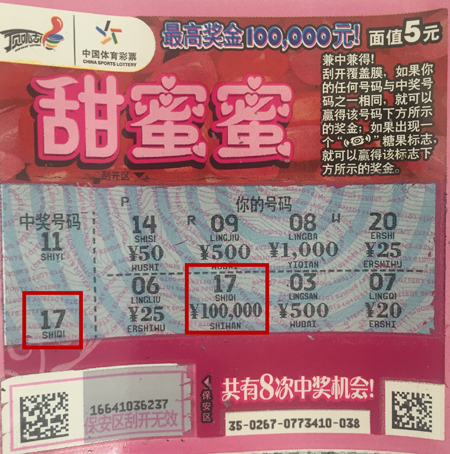 顶呱刮
中国体育彩票
CHINA SPORTS LOTTERY
最高奖金100,000元!
面值5元
甜蜜蜜
兼中兼得!
刮开覆盖膜,如果你
的任何号码与中奖号
码之一相同,就可以
赢得该号码下方所示
的奖金;如果出现一
个“ ”糖果标志,
就可以赢得该标志下
方所示的奖金。
刮开区
中奖号码
11
SHIYI
17
SHIQI
P
R
你的号码
W
14
SISHI
¥50
WUSHI
09
LINGJIU
¥500
08
LINGBA
¥1,000
YIQIAN
20
ERSHI
¥25
ERSHIWU
06
LINGLIU
¥25
ERSHIWU
17
SHIQI
¥100,000
SHIWAN
03
LINGSAN
¥500
WUBAI
07
LINGQI
¥20
ERSHI
16641036237
保安区刮开无效
保安区
共有8次中奖机会!
35-0267-0773410-038